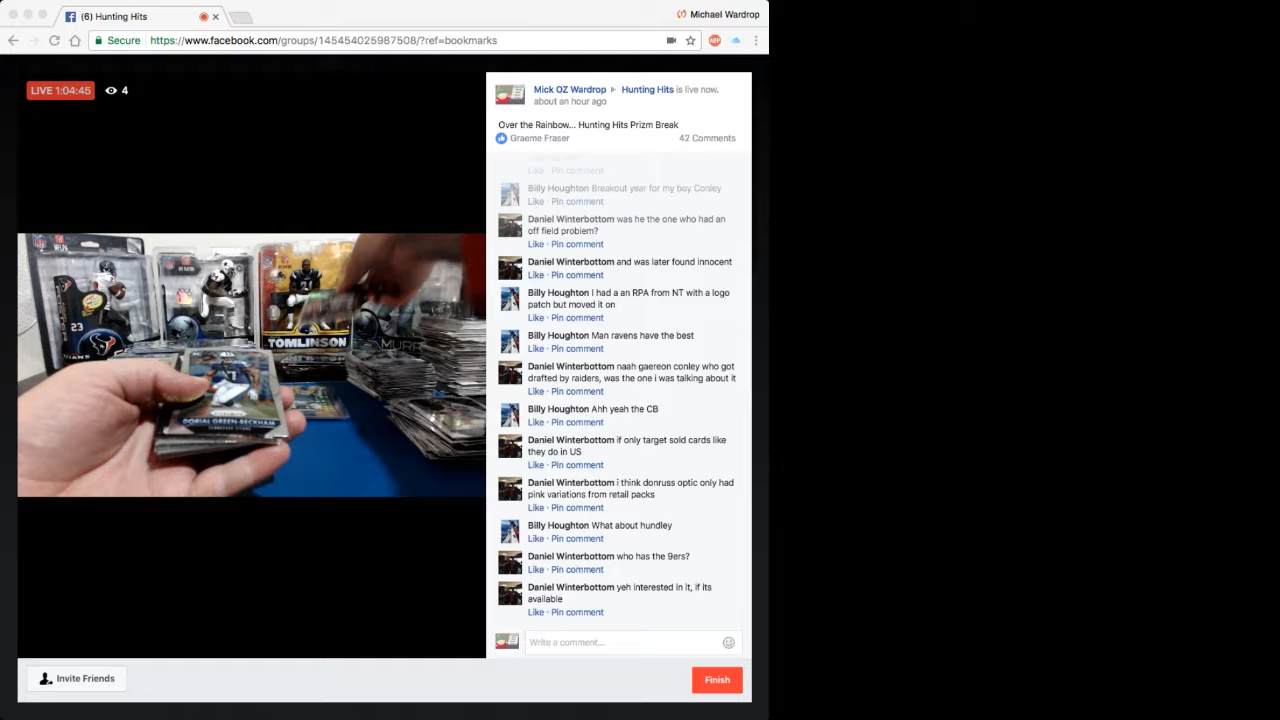 (6) Hunting Hits
Michael Wardrop
Secure
https://www.facebook.com/groups/145454025987508/?ref=bookmarks
ABP
LIVE 1:04:45
4
Mick OZ Wardrop ▸ Hunting Hits is live now.
about an hour ago
Over the Rainbow... Hunting Hits Prizm Break
Graeme Fraser
42 Comments
Like · Pin comment
Billy Houghton Breakout year for my boy Conley
Like · Pin comment
Daniel Winterbottom was he the one who had an
off field problem?
Like · Pin comment
Daniel Winterbottom and was later found innocent
Like · Pin comment
Billy Houghton I had a an RPA from NT with a logo
patch but moved it on
Like · Pin comment
Billy Houghton Man ravens have the best
Like · Pin comment
Daniel Winterbottom naah gaereon conley who got
drafted by raiders, was the one i was talking about it
Like · Pin comment
Billy Houghton Ahh yeah the CB
Like · Pin comment
Daniel Winterbottom if only target sold cards like
they do in US
Like · Pin comment
Daniel Winterbottom i think donruss optic only had
pink variations from retail packs
Like · Pin comment
Billy Houghton What about hundley
Like · Pin comment
Daniel Winterbottom who has the 9ers?
Like · Pin comment
Daniel Winterbottom yeh interested in it, if its
available
Like · Pin comment
Write a comment...
Invite Friends
Finish
23
TOMLINSON
DORIAL GREEN-BECKHAM